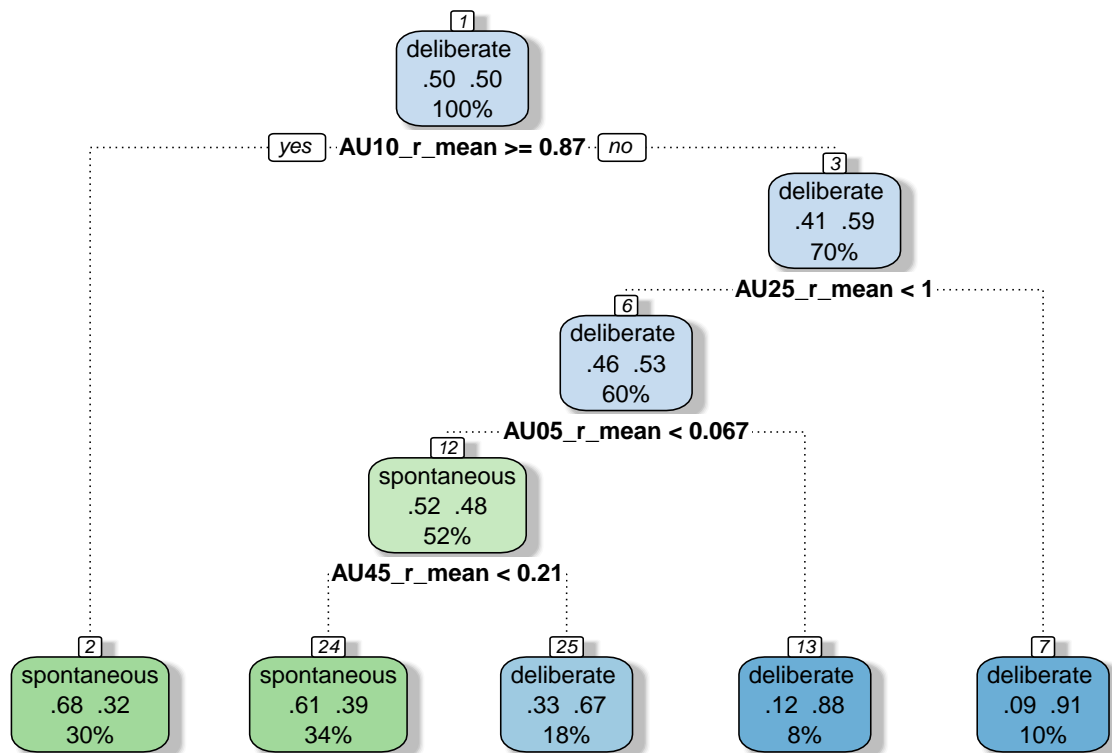 1
deliberate
.50 .50
100%
yes AU10_r_mean >= 0.87 no
3
deliberate
.41 .59
70%
AU25_r_mean < 1
6
deliberate
.46 .53
60%
AU05_r_mean < 0.067
12
spontaneous
.52 .48
52%
AU45_r_mean < 0.21
2
spontaneous
.68 .32
30%
24
spontaneous
.61 .39
34%
25
deliberate
.33 .67
18%
13
deliberate
.12 .88
8%
7
deliberate
.09 .91
10%